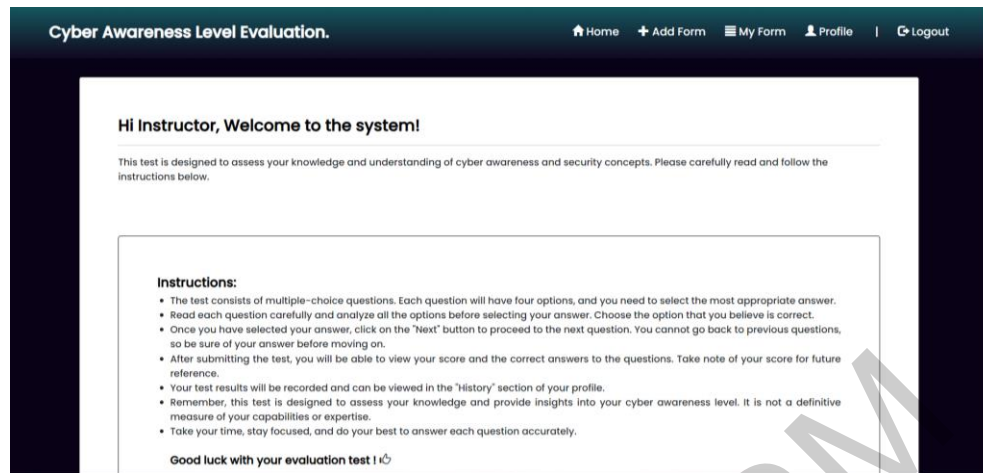 Cyber Awareness Level Evaluation.
Home Add Form My Form Profile | Logout
Hi Instructor, Welcome to the system!
This test is designed to assess your knowledge and understanding of cyber awareness and security concepts. Please carefully read and follow the
instructions below.
Instructions:
• The test consists of multiple-choice questions. Each question will have four options, and you need to select the most appropriate answer.
• Read each question carefully and analyze all the options before selecting your answer. Choose the option that you believe is correct.
• Once you have selected your answer, click on the "Next" button to proceed to the next question. You cannot go back to previous questions,
so be sure of your answer before moving on.
• After submitting the test, you will be able to view your score and the correct answers to the questions. Take note of your score for future
reference.
• Your test results will be recorded and can be viewed in the "History" section of your profile.
• Remember, this test is designed to assess your knowledge and provide insights into your cyber awareness level. It is not a definitive
measure of your capabilities or expertise.
• Take your time, stay focused, and do your best to answer each question accurately.
Good luck with your evaluation test !